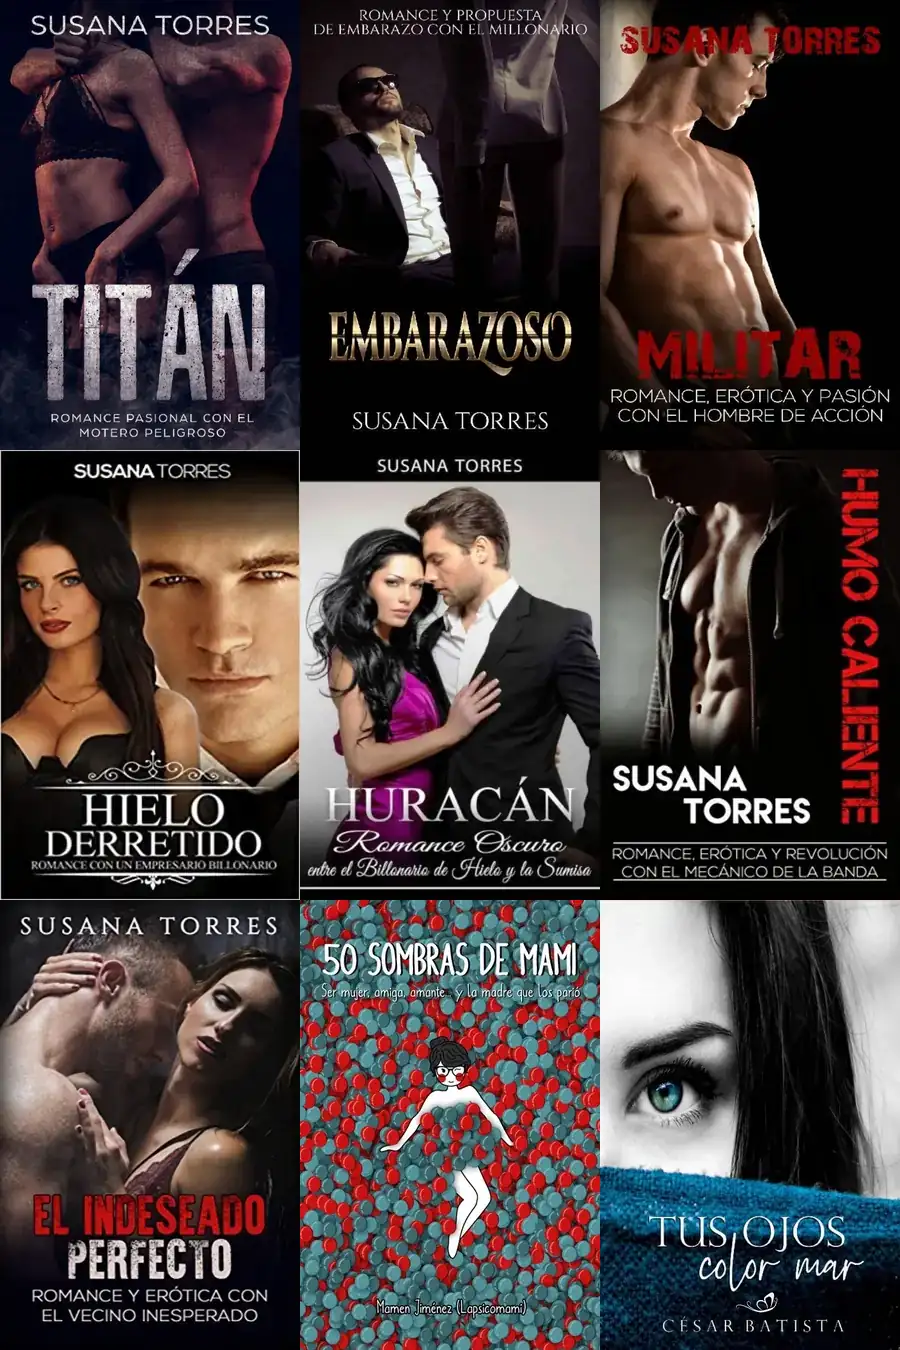 SUSANA TORRES
TITÁN
ROMANCE PASIONAL CON EL
MOTERO PELIGROSO
ROMANCE Y PROPUESTA
DE EMBARAZO CON EL MILLONARIO
EMBARAZOSO
SUSANA TORRES
SUSANA TORRES
MILITAR
ROMANCE, ERÓTICA Y PASIÓN
CON EL HOMBRE DE ACCIÓN
SUSANA TORRES
HIELO
DERRETIDO
ROMANCE CON UN EMPRESARIO BILLONARIO
SUSANA TORRES
HURACÁN
Romance Oscuro
entre el Billonario de Hielo y la Sumisa
HUMO CALIENTE
SUSANA
TORRES
ROMANCE, ERÓTICA Y REVOLUCIÓN
CON EL MECÁNICO DE LA BANDA
SUSANA TORRES
EL INDESEADO
PERFECTO
ROMANCE Y ERÓTICA CON
EL VECINO INESPERADO
50 SOMBRAS DE MAMI
Ser mujer, amiga, amante... y la madre que los parió
Mamen Jiménez (Lapsicomami)
TUS OJOS
color mar
CÉSAR BATISTA